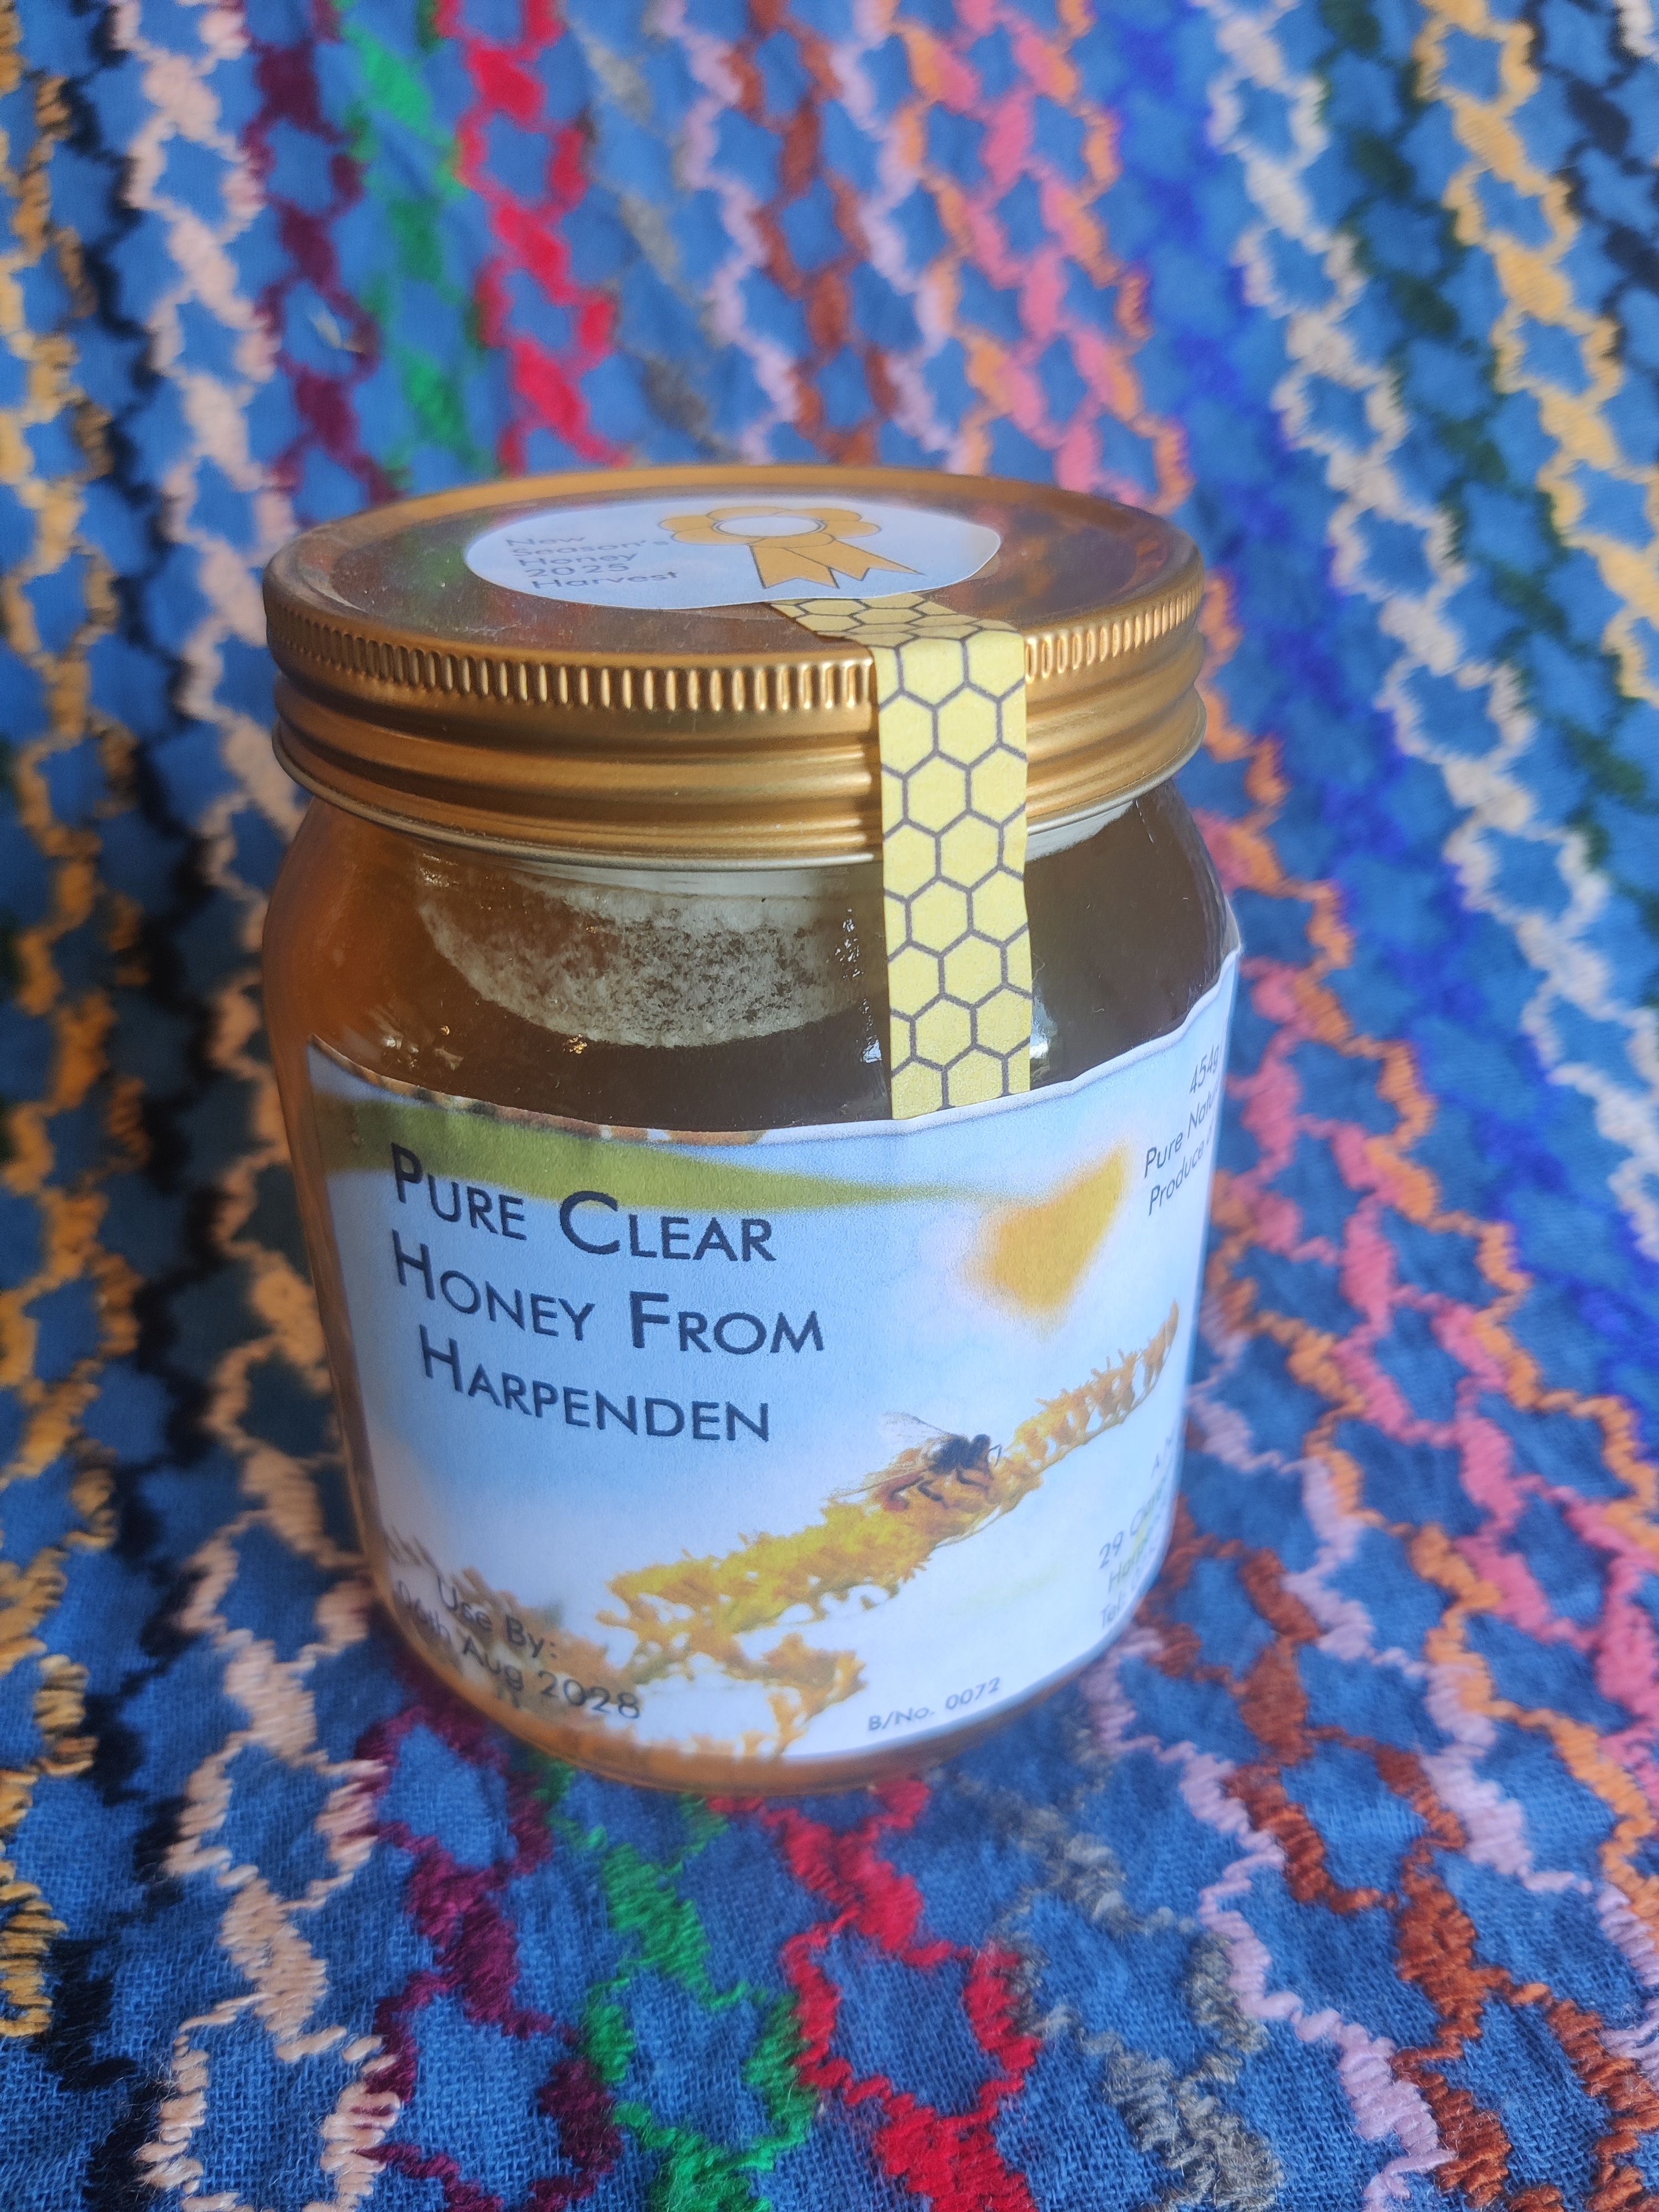 New
Season's
Honey
2025
Harvest
454g
Pure
Produce
PURE CLEAR
HONEY FROM
HARPENDEN
29
Use By:
Aug 2028
B/No. 0072